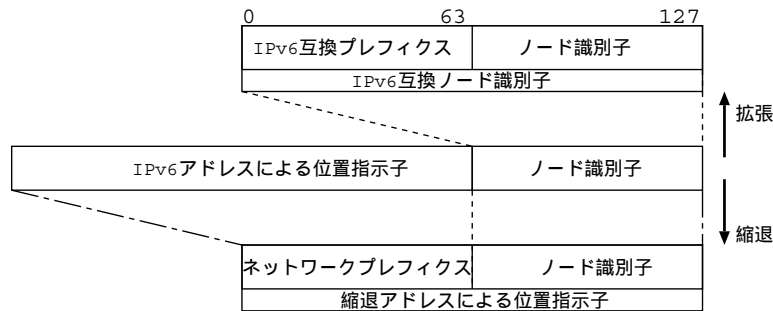 0 63 127
IPv6互換プレフィクス ノード識別子
IPv6互換ノード識別子
拡張
IPv6アドレスによる位置指示子 ノード識別子
縮退
ネットワークプレフィクス ノード識別子
縮退アドレスによる位置指示子